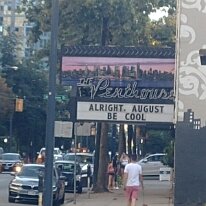 The
Penthouse
ALRIGHT, AUGUST
BE COOL